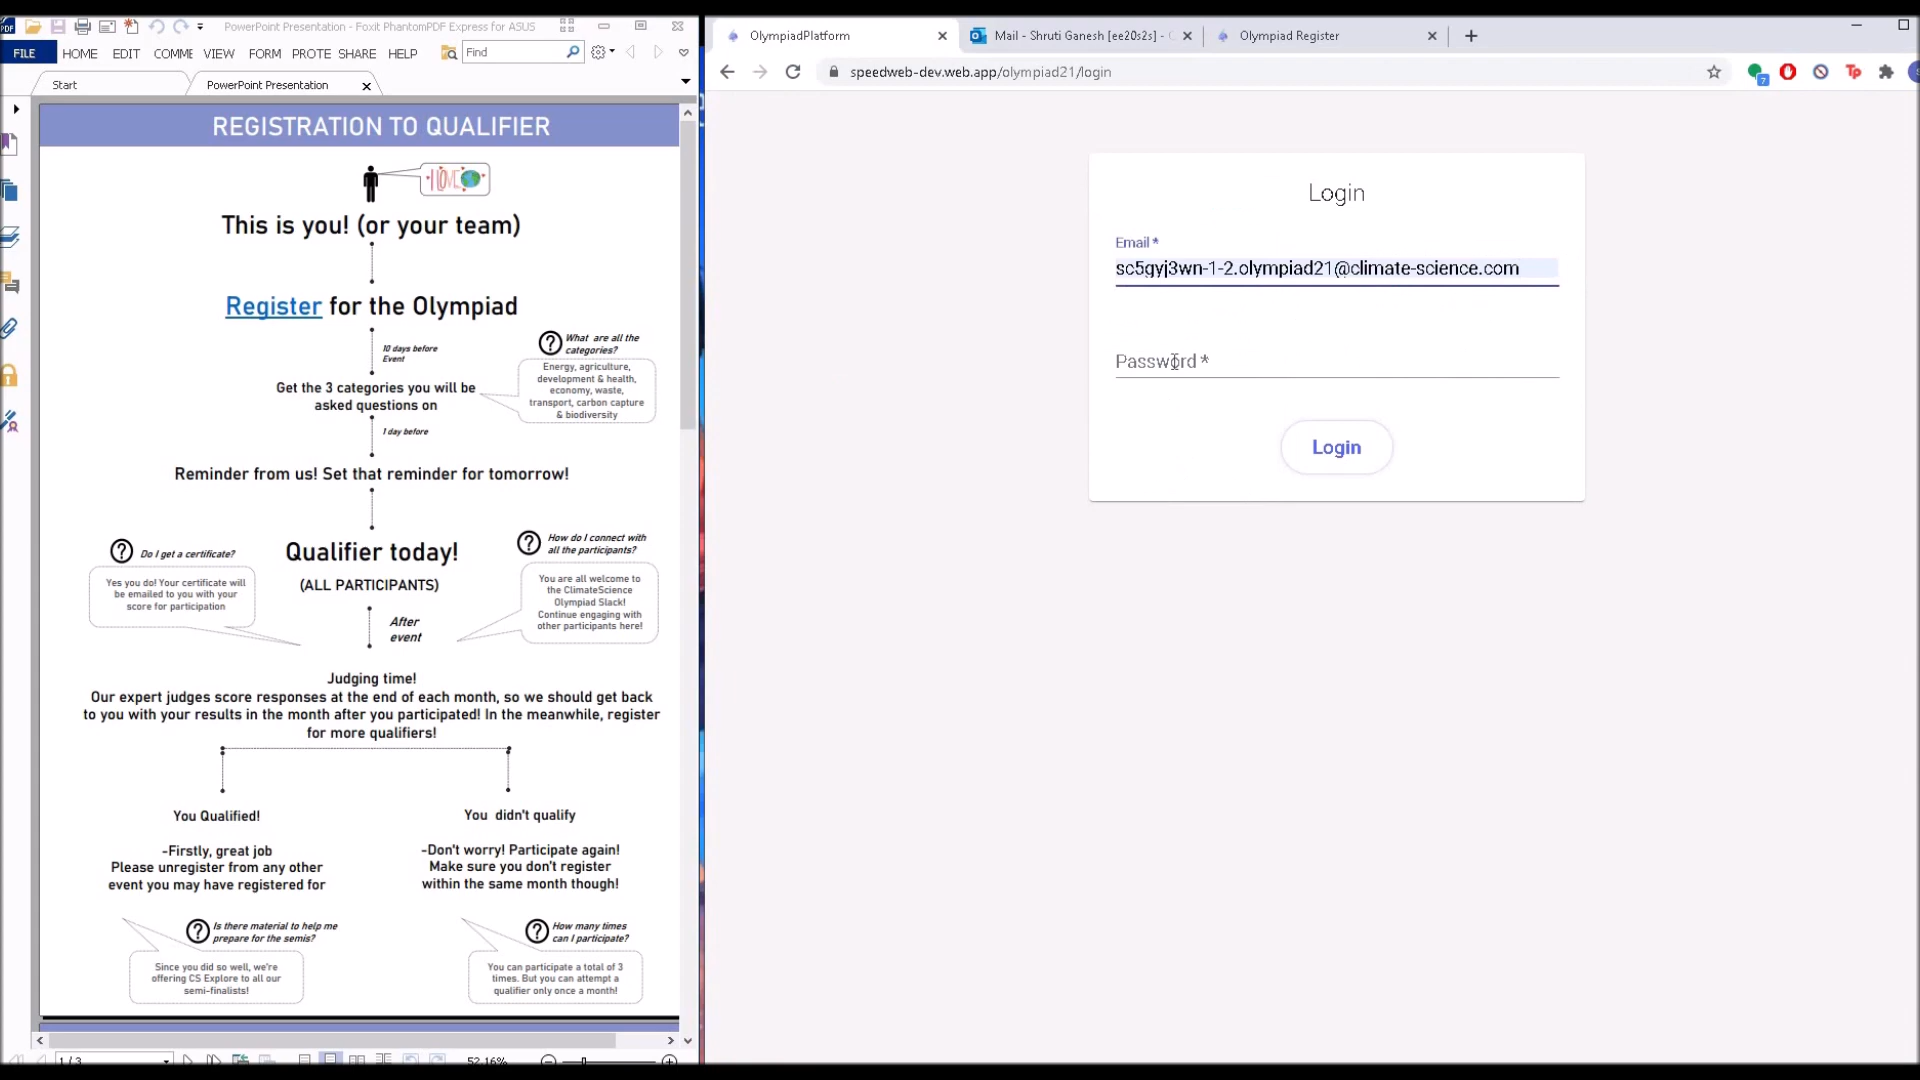 PowerPoint Presentation - Foxit PhantomPDF Express for ASUS
FILE HOME EDIT COMME VIEW FORM PROTE SHARE HELP Find
Start PowerPoint Presentation
REGISTRATION TO QUALIFIER
I LOVE
This is you! (or your team)
Register for the Olympiad
10 days before
Event
What are all the
categories?
Energy, agriculture,
development & health,
economy, waste,
transport, carbon capture
& biodiversity
Get the 3 categories you will be
asked questions on
1 day before
Reminder from us! Set that reminder for tomorrow!
Do I get a certificate?
Yes you do! Your certificate will
be emailed to you with your
score for participation
Qualifier today!
(ALL PARTICIPANTS)
How do I connect with
all the participants?
You are all welcome to
the ClimateScience
Olympiad Slack!
Continue engaging with
other participants here!
After
event
Judging time!
Our expert judges score responses at the end of each month, so we should get back
to you with your results in the month after you participated! In the meanwhile, register
for more qualifiers!
You Qualified!
-Firstly, great job
Please unregister from any other
event you may have registered for
Is there material to help me
prepare for the semis?
Since you did so well, we're
offering CS Explore to all our
semi-finalists!
You didn't qualify
-Don't worry! Participate again!
Make sure you don't register
within the same month though!
How many times
can I participate?
You can participate a total of 3
times. But you can attempt a
qualifier only once a month!
1 / 3 52.16%
OlympiadPlatform Mail - Shruti Ganesh [ee20s2s] - Olympiad Register
speedweb-dev.web.app/olympiad21/login
7
Tp
Login
Email *
sc5gyj3wn-1-2.olympiad21@climate-science.com
Password *
Login